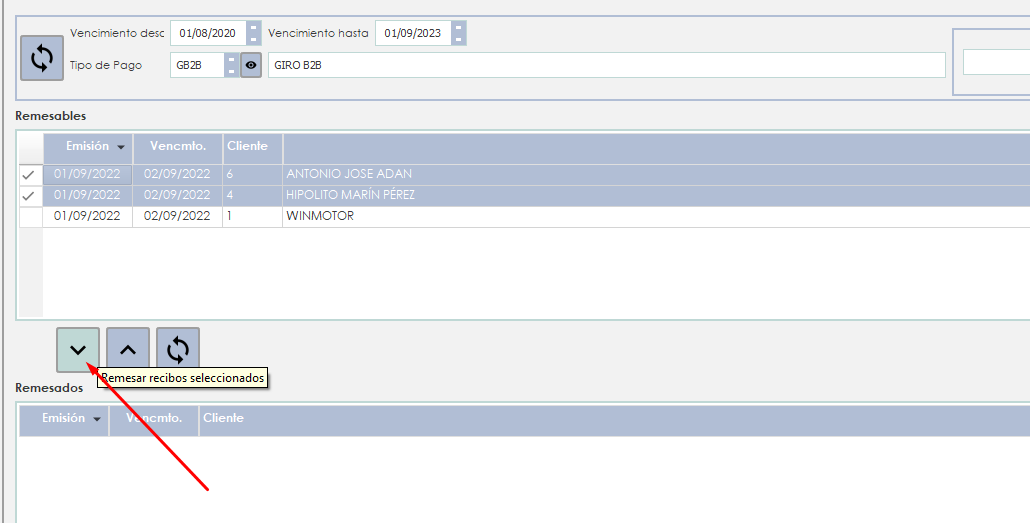 Vencimiento desc 01/08/2020 Vencimiento hasta 01/09/2023
Tipo de Pago GB2B GIRO B2B
Remesables
Emisión Vencmto. Cliente
01/09/2022 02/09/2022 6 ANTONIO JOSE ADAN
01/09/2022 02/09/2022 4 HIPOLITO MARÍN PÉREZ
01/09/2022 02/09/2022 1 WINMOTOR
Remesar recibos seleccionados
Remesados
Emisión Vencmto. Cliente